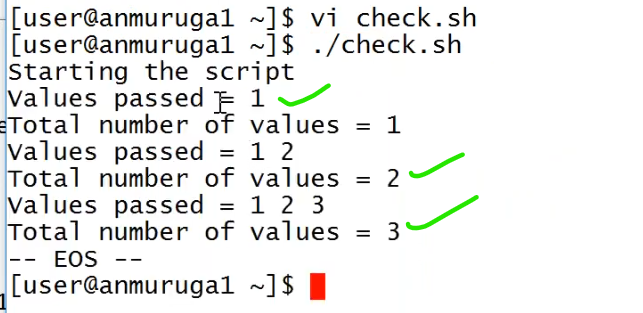 [user@anmuruga1 ~]$ vi check.sh
[user@anmuruga1 ~]$ ./check.sh
Starting the script
Values passed = 1
Total number of values = 1
Values passed = 1 2
Total number of values = 2
Values passed = 1 2 3
Total number of values = 3
-- EOS --
[user@anmuruga1 ~]$